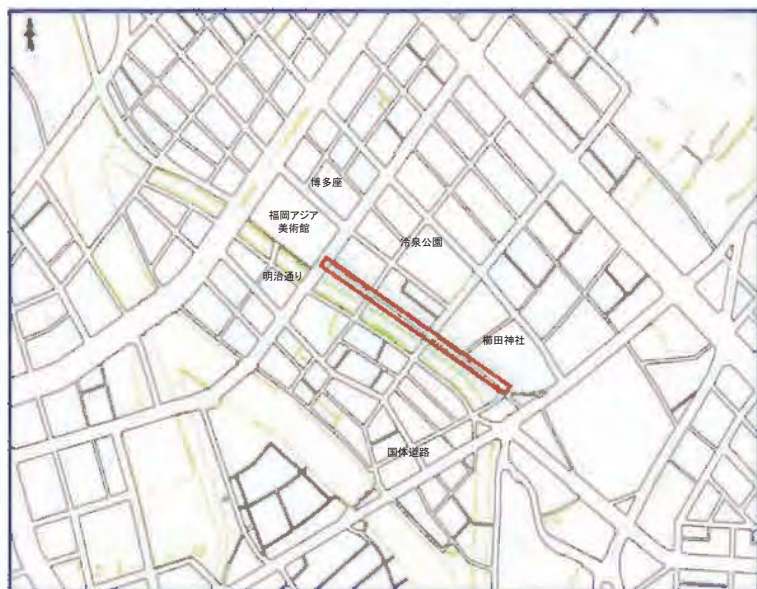 博多座
福岡アジア
美術館
冷泉公園
明治通り
櫛田神社
国体道路